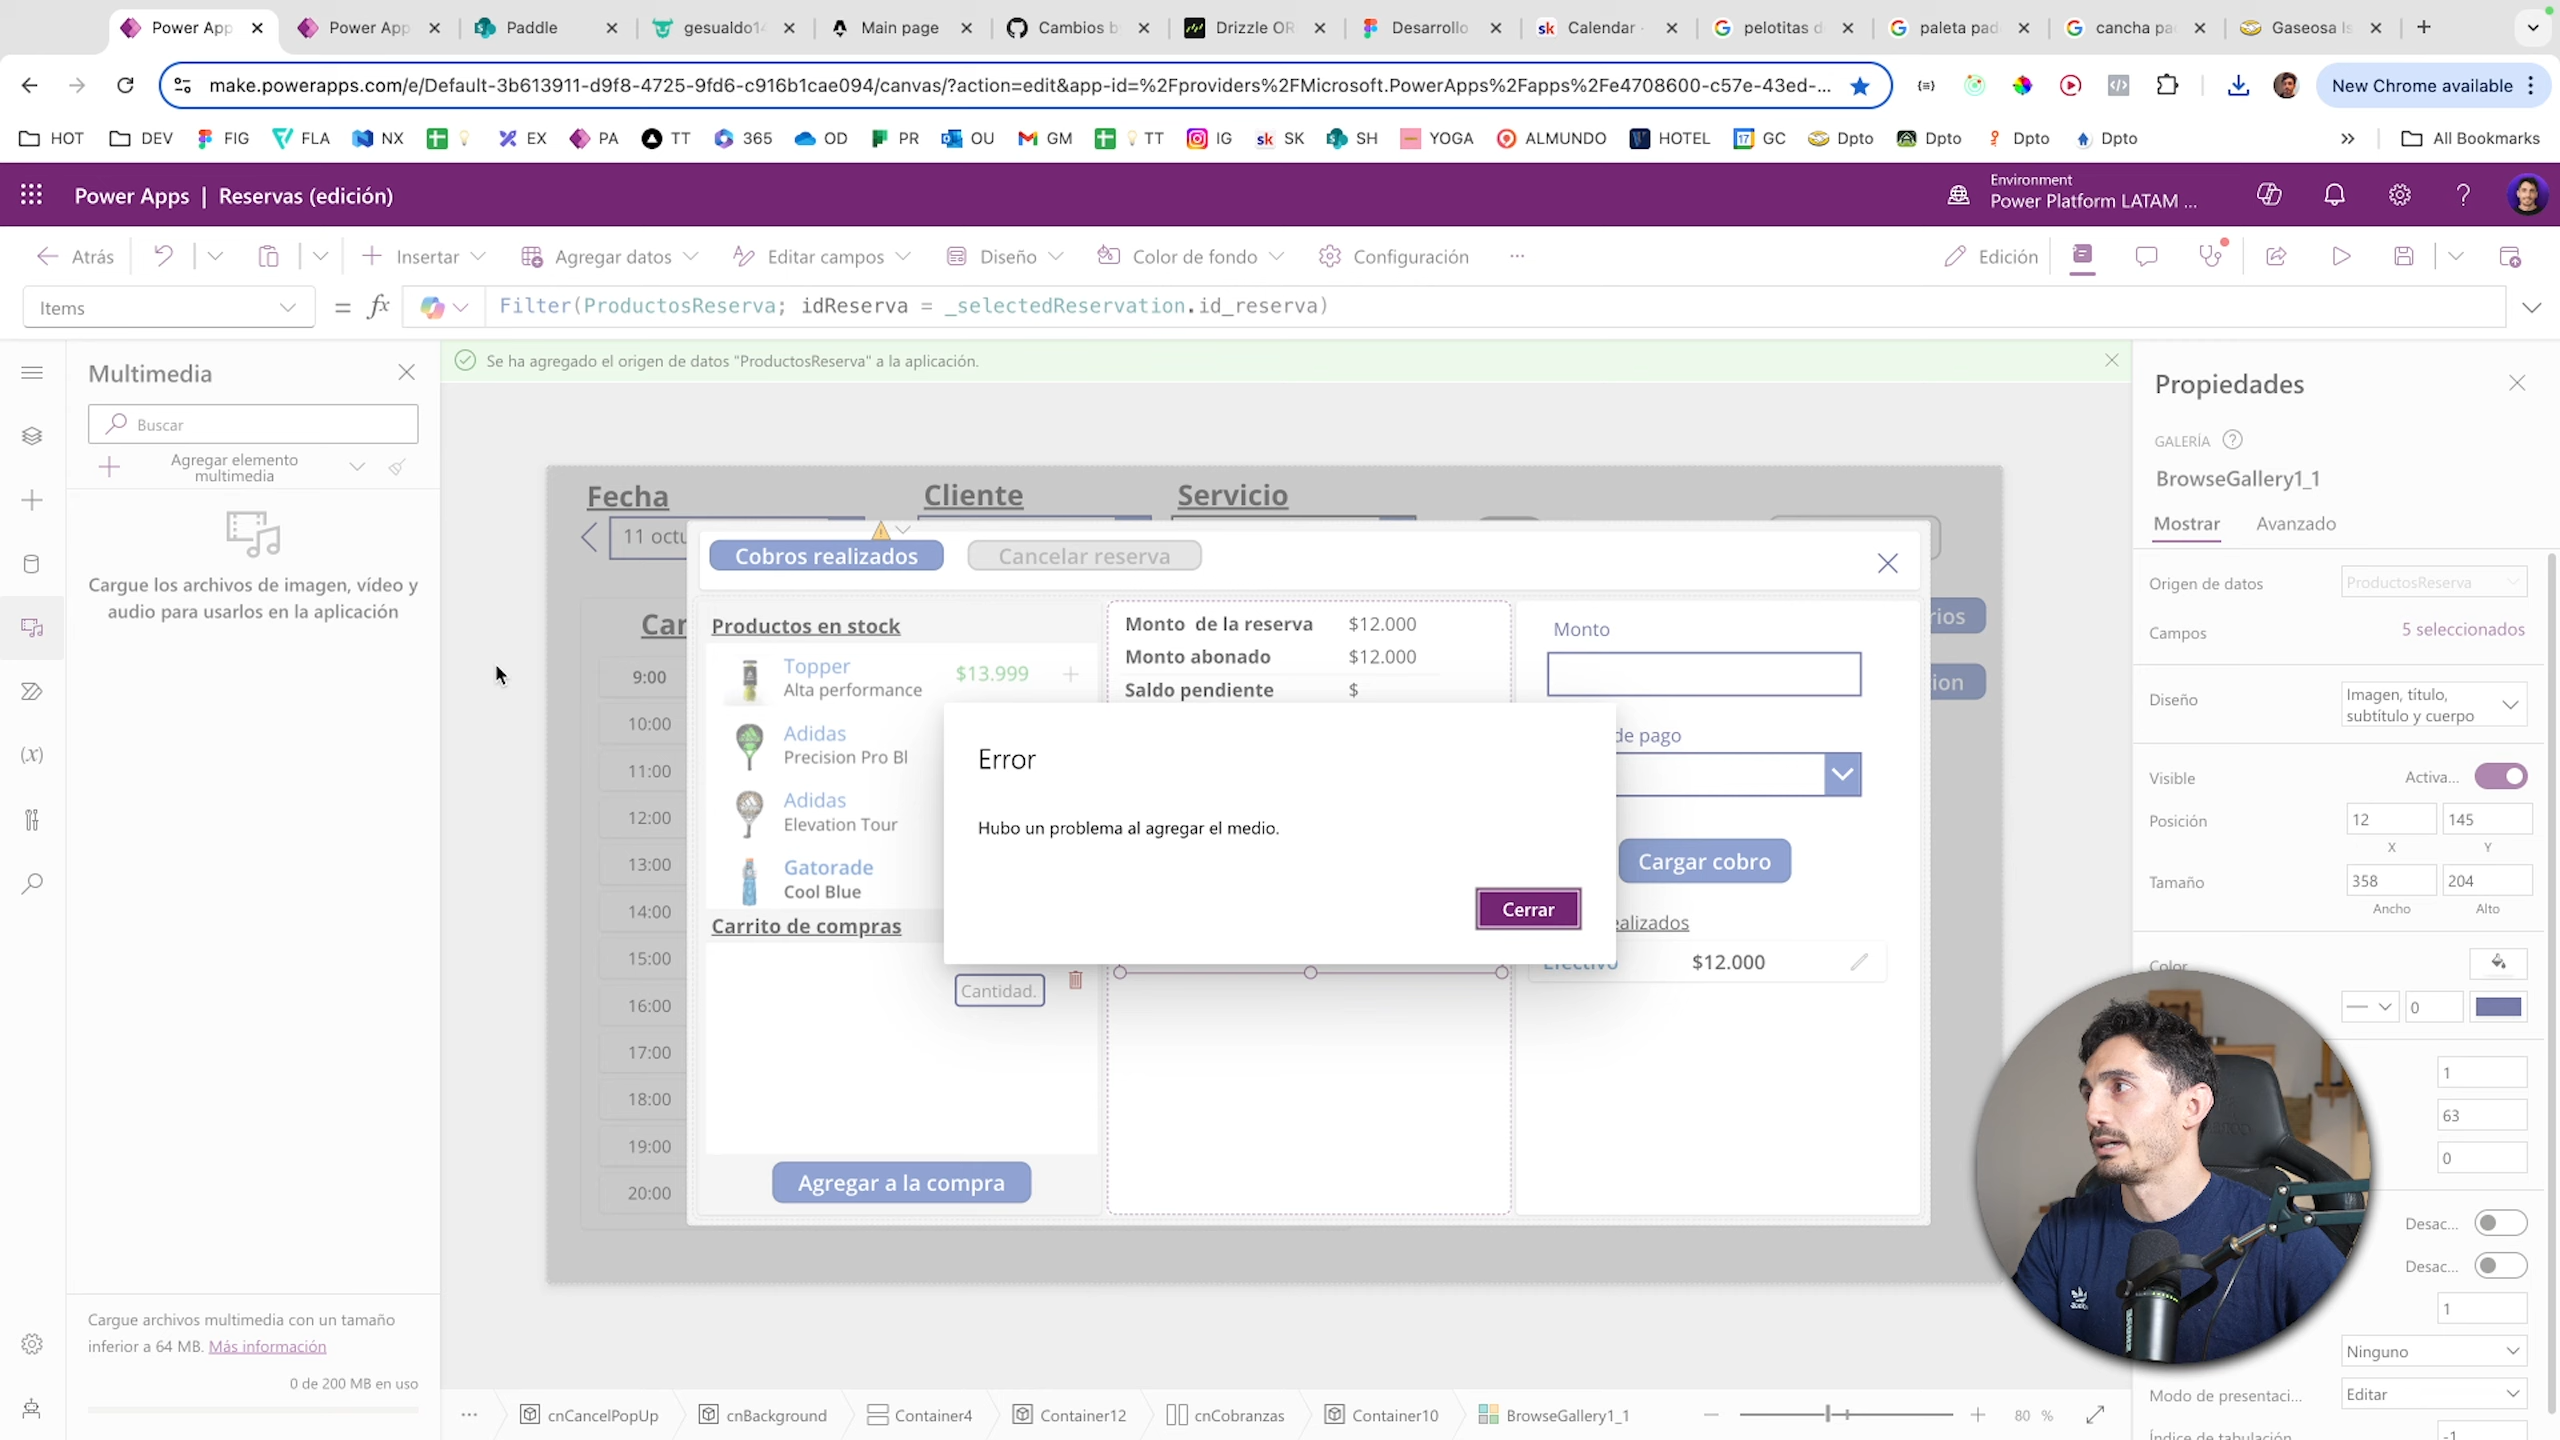 Power App
Power App
Paddle
gesualdo14
Main page
Cambios b
Drizzle OR
Desarrollo
Calendar -
pelotitas d
paleta pad
cancha pa
Gaseosa Is
make.powerapps.com/e/Default-3b613911-d9f8-4725-9fd6-c916b1cae094/canvas/?action=edit&app-id=%2Fproviders%2FMicrosoft.PowerApps%2Fapps%2Fe4708600-c57e-43ed-...
New Chrome available
HOT
DEV
FIG
FLA
NX
EX
PA
TT
365
OD
PR
OU
GM
TT
IG
SK
SH
YOGA
ALMUNDO
HOTEL
GC
Dpto
Dpto
Dpto
Dpto
All Bookmarks
Power Apps | Reservas (edición)
Environment
Power Platform LATAM ...
Atrás
Insertar
Agregar datos
Editar campos
Diseño
Color de fondo
Configuración
Edición
Items
= fx
Filter(ProductosReserva; idReserva = _selectedReservation.id_reserva)
Multimedia
Buscar
Agregar elemento
multimedia
Cargue los archivos de imagen, vídeo y
audio para usarlos en la aplicación
Cargue archivos multimedia con un tamaño
inferior a 64 MB. Más información
0 de 200 MB en uso
Se ha agregado el origen de datos "ProductosReserva" a la aplicación.
Fecha
Cliente
Servicio
11 octu
Can
9:00
10:00
11:00
12:00
13:00
14:00
15:00
16:00
17:00
18:00
19:00
20:00
rios
ion
Cobros realizados
Cancelar reserva
Productos en stock
Topper
Alta performance
$13.999
Adidas
Precision Pro Bl
Adidas
Elevation Tour
Gatorade
Cool Blue
Carrito de compras
Cantidad.
Agregar a la compra
Monto de la reserva $12.000
Monto abonado $12.000
Saldo pendiente $
Monto
de pago
Cargar cobro
ealizados
Efectivo
$12.000
Error
Hubo un problema al agregar el medio.
Cerrar
Propiedades
GALERÍA
BrowseGallery1_1
Mostrar
Avanzado
Origen de datos
ProductosReserva
Campos
5 seleccionados
Diseño
Imagen, título,
subtítulo y cuerpo
Visible
Activa...
Posición
12
145
X
Y
Tamaño
358
204
Ancho
Alto
Color
0
1
63
0
Desac...
Desac...
1
Ninguno
Modo de presentaci...
Editar
Índice de tabulación
-1
cnCancelPopUp
cnBackground
Container4
Container12
cnCobranzas
Container10
BrowseGallery1_1
80 %